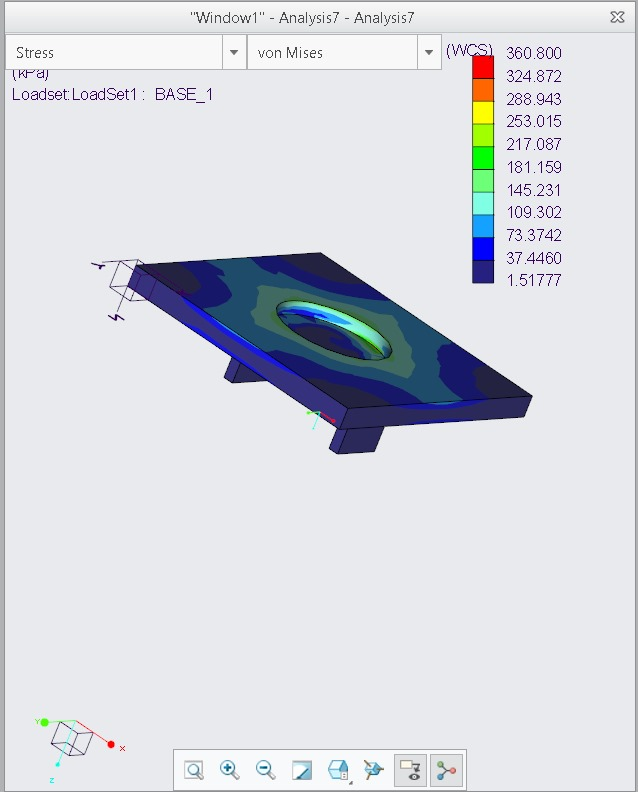 "Window1" - Analysis7 - Analysis7
Stress
von Mises
(WCS)
(kPa)
Loadset:LoadSet1 : BASE_1
360.800
324.872
288.943
253.015
217.087
181.159
145.231
109.302
73.3742
37.4460
1.51777
Y
X
Z